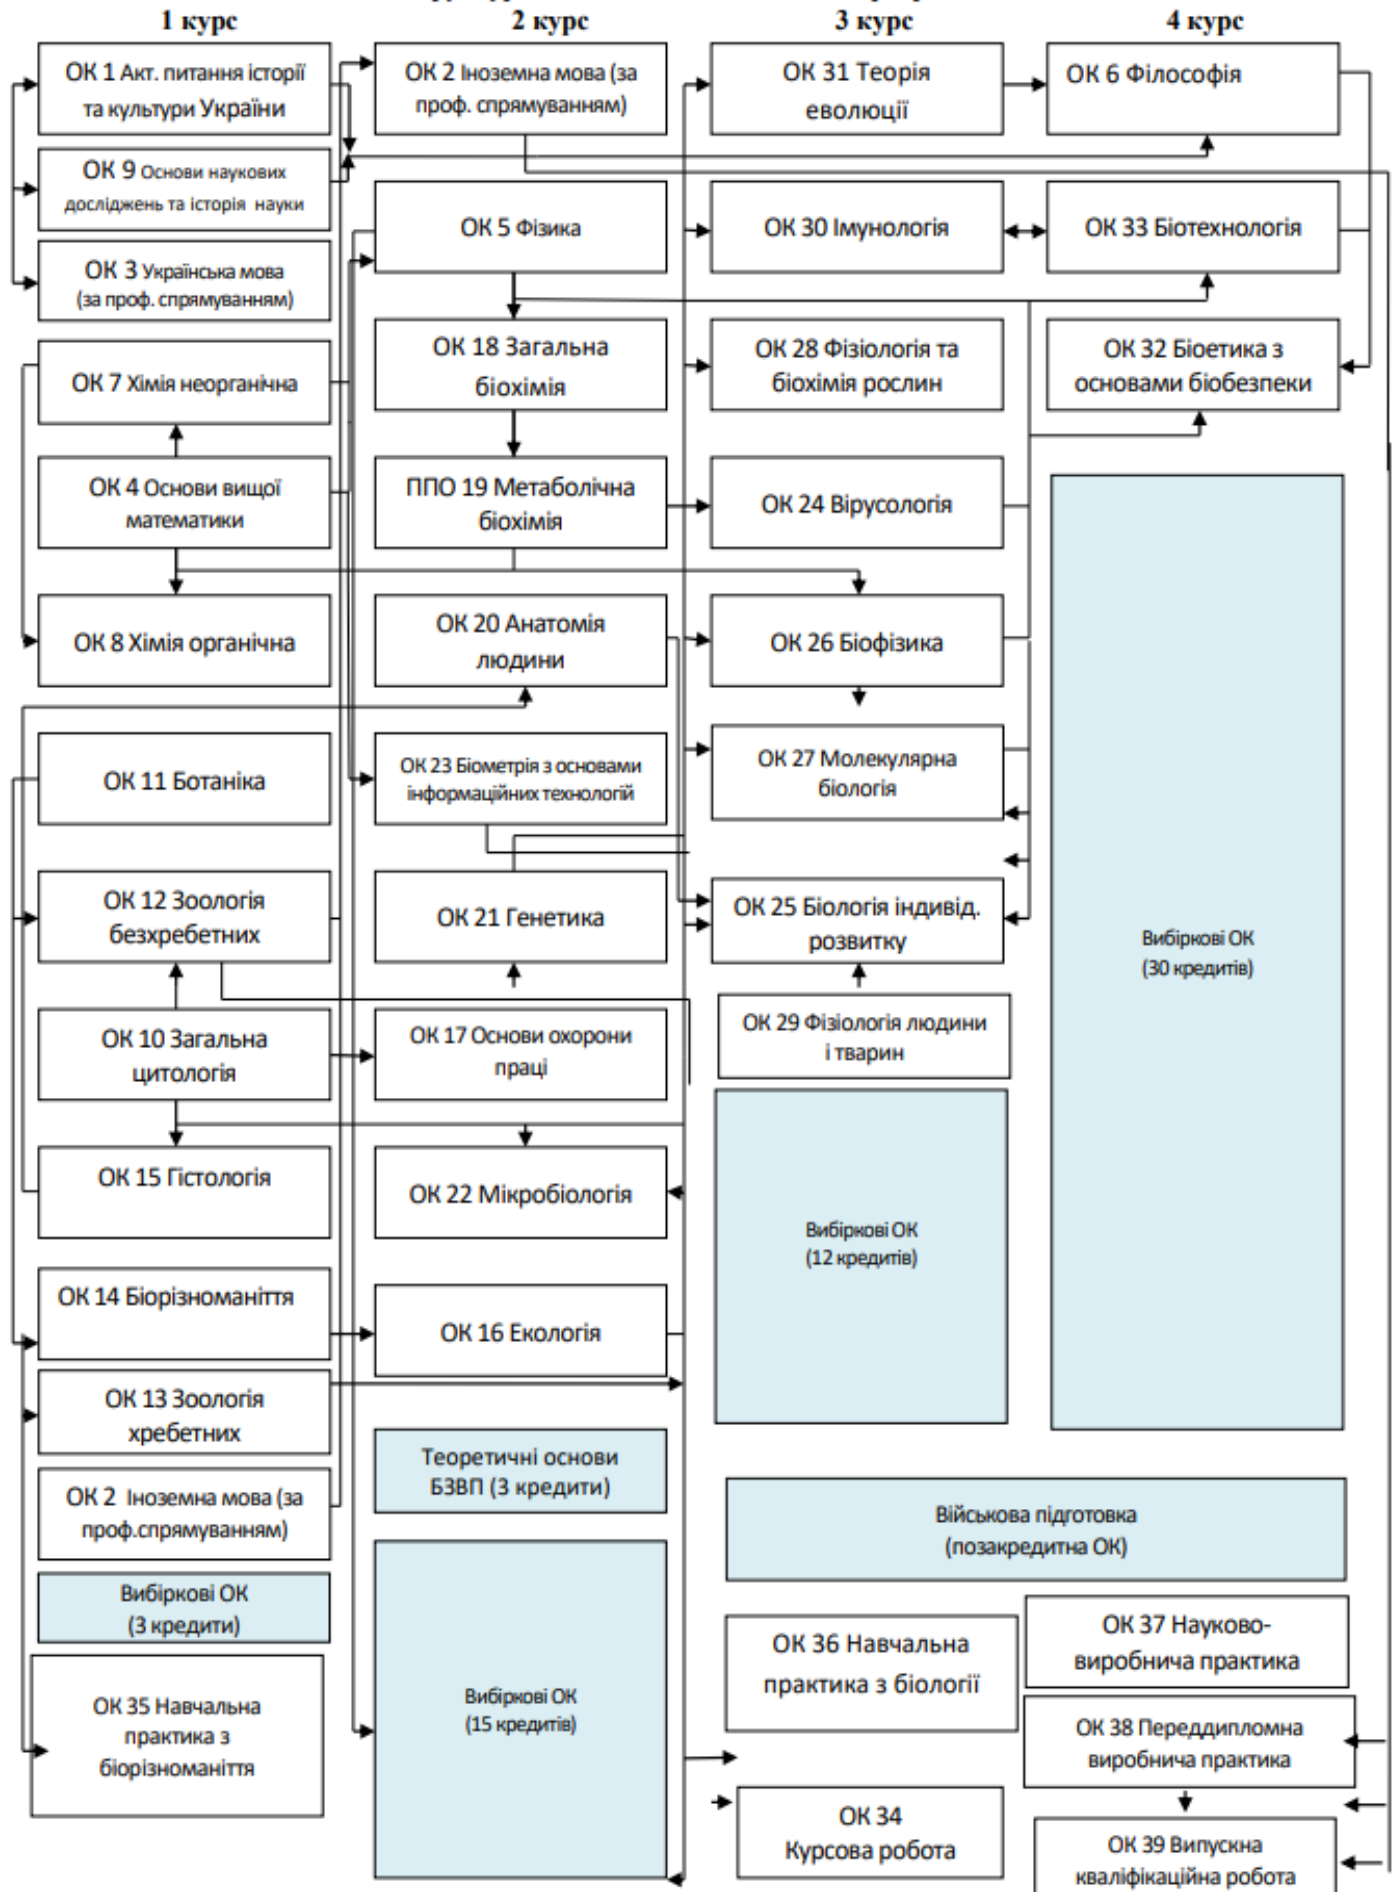 1 курс
2 курс
3 курс
4 курс
ОК 1 Акт. питання історії
та культури України
ОК 9 Основи наукових
досліджень та історія науки
ОК 3 Українська мова
(за проф. спрямуванням)
ОК 7 Хімія неорганічна
ОК 4 Основи вищої
математики
ОК 8 Хімія органічна
ОК 11 Ботаніка
ОК 12 Зоологія
безхребетних
ОК 10 Загальна
цитологія
ОК 15 Гістологія
ОК 14 Біорізноманіття
ОК 13 Зоологія
хребетних
ОК 2 Іноземна мова (за
проф.спрямуванням)
Вибіркові ОК
(3 кредити)
ОК 35 Навчальна
практика з
біорізноманіття
ОК 2 Іноземна мова (за
проф. спрямуванням)
ОК 5 Фізика
ОК 18 Загальна
біохімія
ППО 19 Метаболічна
біохімія
ОК 20 Анатомія
людини
ОК 23 Біометрія з основами
інформаційних технологій
ОК 21 Генетика
ОК 17 Основи охорони
праці
ОК 22 Мікробіологія
ОК 16 Екологія
Теоретичні основи
БЗВП (3 кредити)
Вибіркові ОК
(15 кредитів)
ОК 31 Теорія
еволюції
ОК 30 Імунологія
ОК 28 Фізіологія та
біохімія рослин
ОК 24 Вірусологія
ОК 26 Біофізика
ОК 27 Молекулярна
біологія
ОК 25 Біологія індивід.
розвитку
ОК 29 Фізіологія людини
і тварин
Вибіркові ОК
(12 кредитів)
ОК 6 Філософія
ОК 33 Біотехнологія
ОК 32 Біоетика з
основами біобезпеки
Вибіркові ОК
(30 кредитів)
Військова підготовка
(позакредитна ОК)
ОК 36 Навчальна
практика з біології
ОК 34
Курсова робота
ОК 37 Науково-
виробнича практика
ОК 38 Переддипломна
виробнича практика
ОК 39 Випускна
кваліфікаційна робота